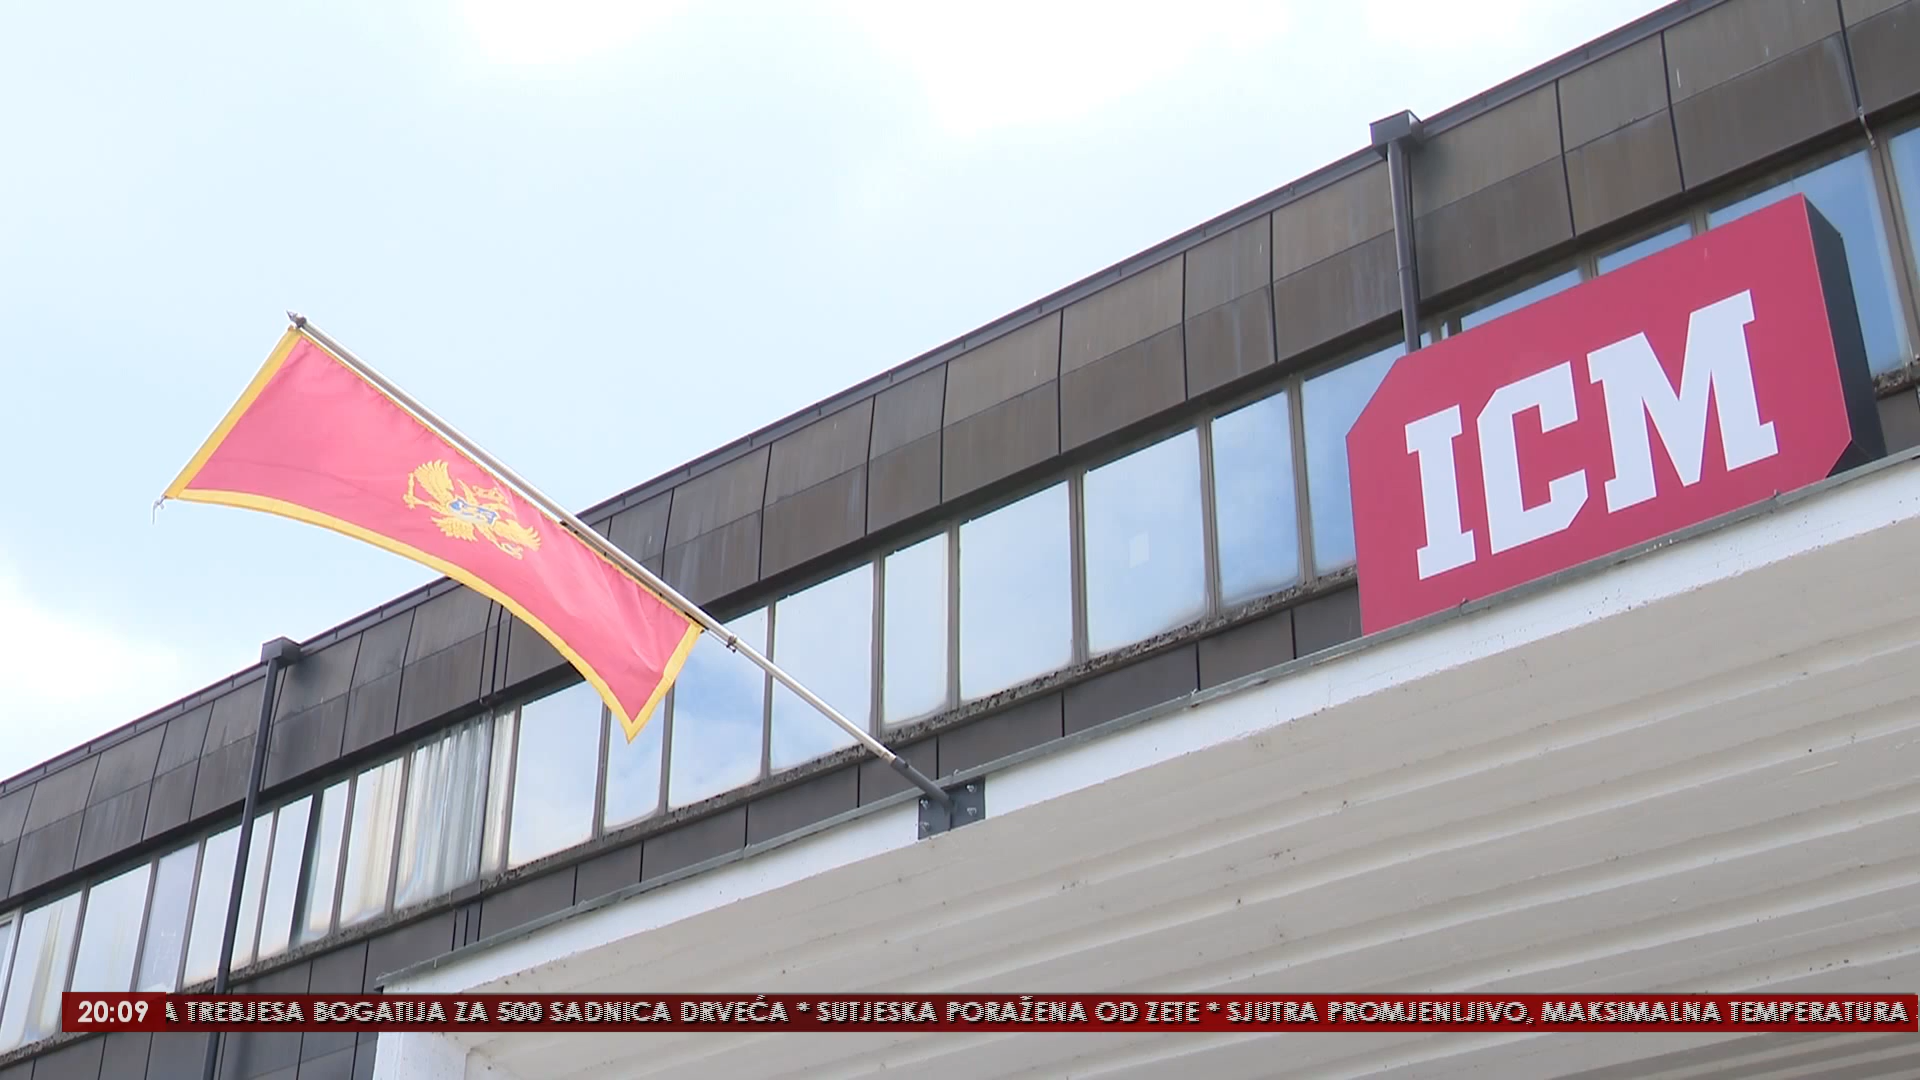 ICM
20:09 A TREBJESA BOGATIJA ZA 500 SADNICA DRVEĆA * SUTJESKA PORAŽENA OD ZETE * SJUTRA PROMJENLJIVO, MAKSIMALNA TEMPERATURA